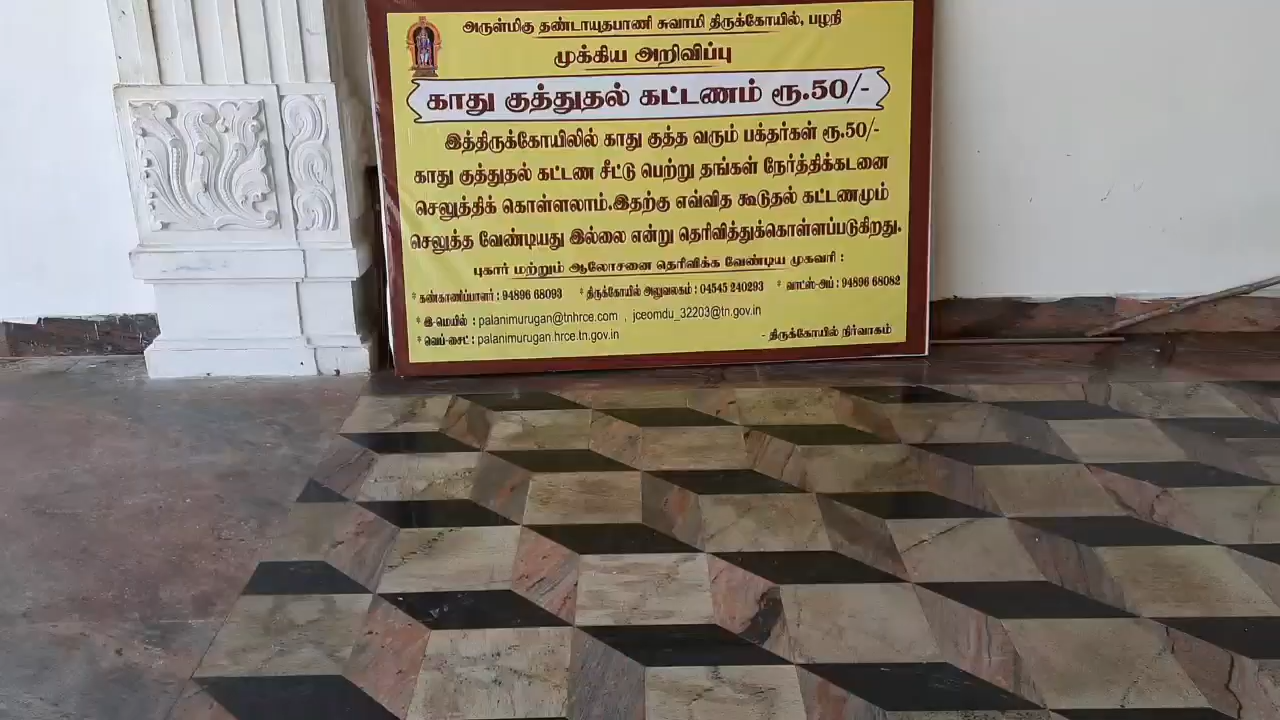 அருள்மிகு தண்டாயுதபாணி சுவாமி திருக்கோயில், பழநி
முக்கிய அறிவிப்பு
காது குத்துதல் கட்டணம் ரூ.50/-
இத்திருக்கோயிலில் காது குத்த வரும் பக்தர்கள் ரூ.50/-
காது குத்துதல் கட்டண சீட்டு பெற்று தங்கள் நேர்த்திக்கடனை
செலுத்திக் கொள்ளலாம்.இதற்கு எவ்வித கூடுதல் கட்டணமும்
செலுத்த வேண்டியது இல்லை என்று தெரிவித்துக்கொள்ளப்படுகிறது.
புகார் மற்றும் ஆலோசனை தெரிவிக்க வேண்டிய முகவரி :
* கண்காணிப்பாளர் : 94896 68093 * திருக்கோயில் அலுவலகம் : 04545 240293 * வாட்ஸ்-அப் : 94896 68082
* இ-மெயில் : palanimurugan@tnhrce.com , jceomdu_32203@tn.gov.in
* வெப்-சைட் : palanimurugan.hrce.tn.gov.in - திருக்கோயில் நிர்வாகம்